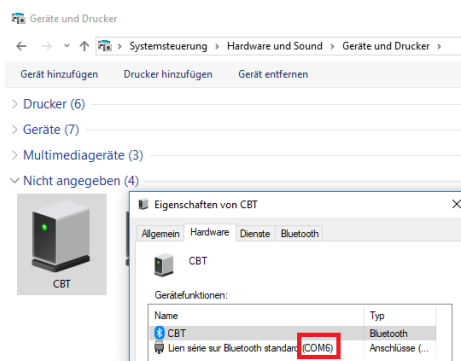 Geräte und Drucker
Systemsteuerung > Hardware und Sound > Geräte und Drucker >
Gerät hinzufügen Drucker hinzufügen Gerät entfernen
Drucker (6)
Geräte (7)
Multimediageräte (3)
Nicht angegeben (4)
CBT
Eigenschaften von CBT
Allgemein Hardware Dienste Bluetooth
CBT
Gerätefunktionen:
Name Typ
CBT Bluetooth
Lien série sur Bluetooth standard (COM6) Anschlüsse (...